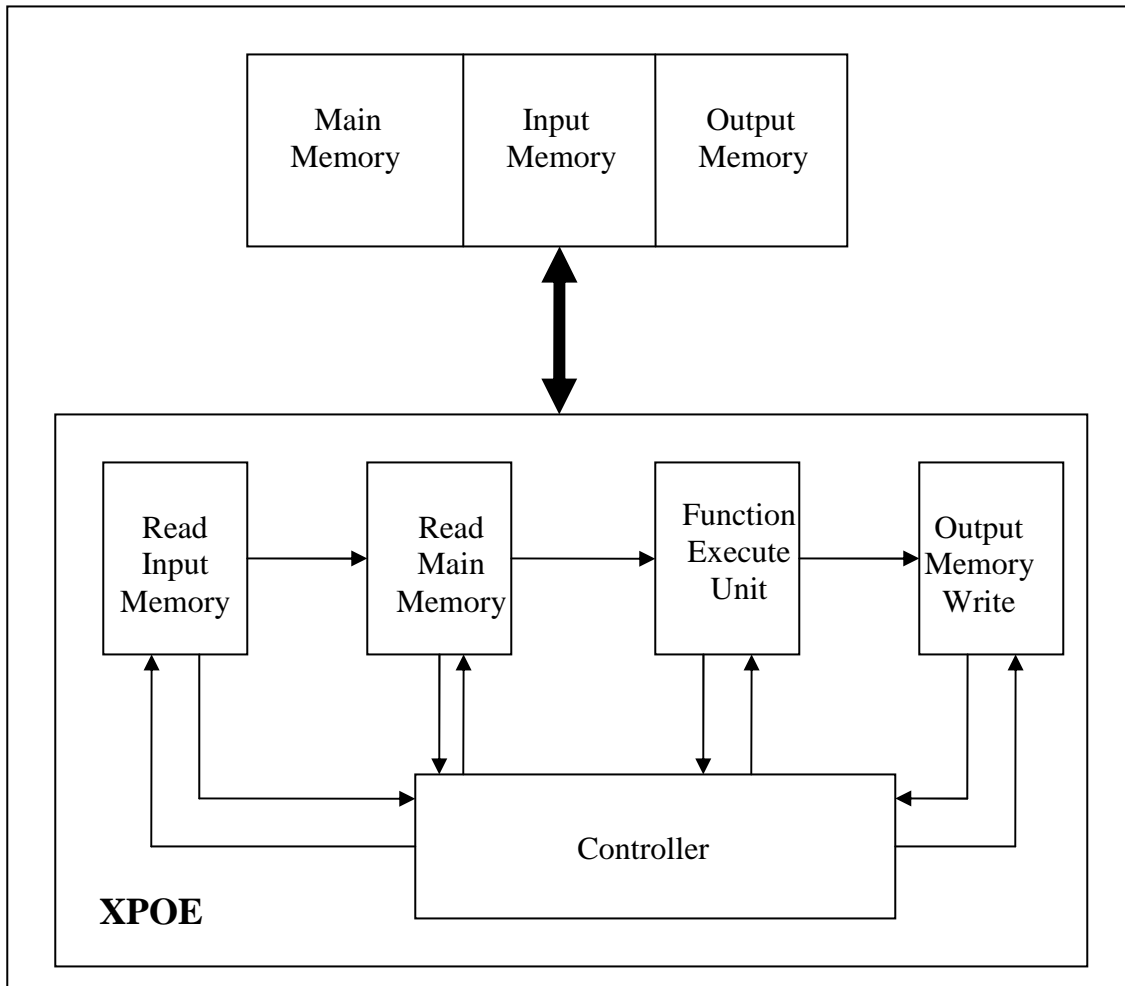 Main
Memory
Input
Memory
Output
Memory
Read
Input
Memory
Read
Main
Memory
Function
Execute
Unit
Output
Memory
Write
Controller
XPOE